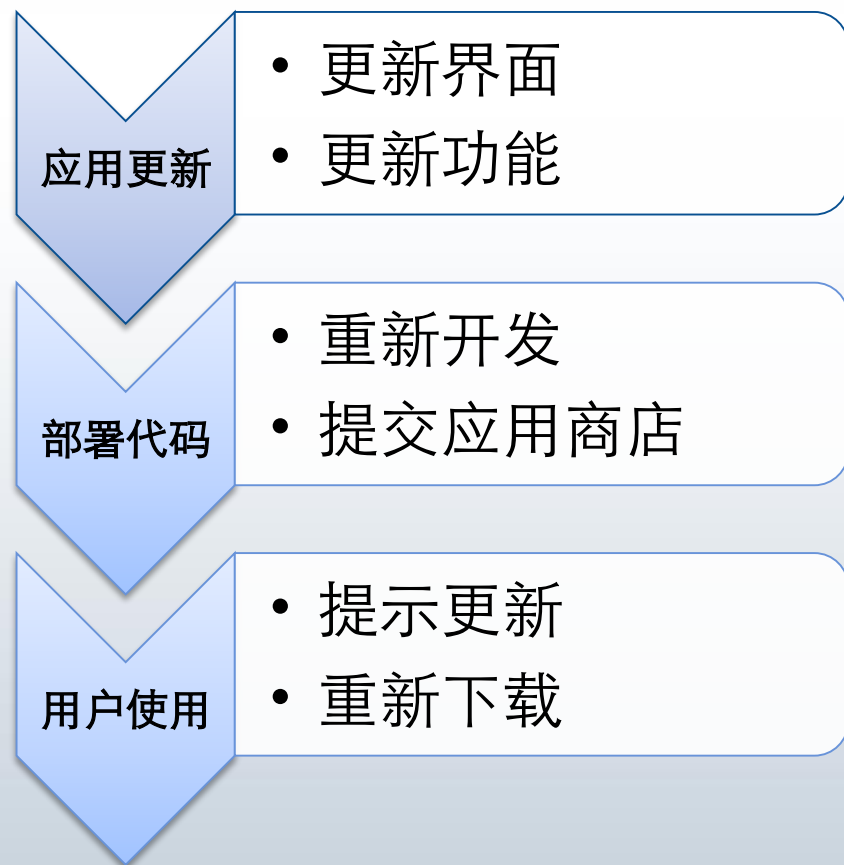 应用更新
• 更新界面
• 更新功能
部署代码
• 重新开发
• 提交应用商店
用户使用
• 提示更新
• 重新下载